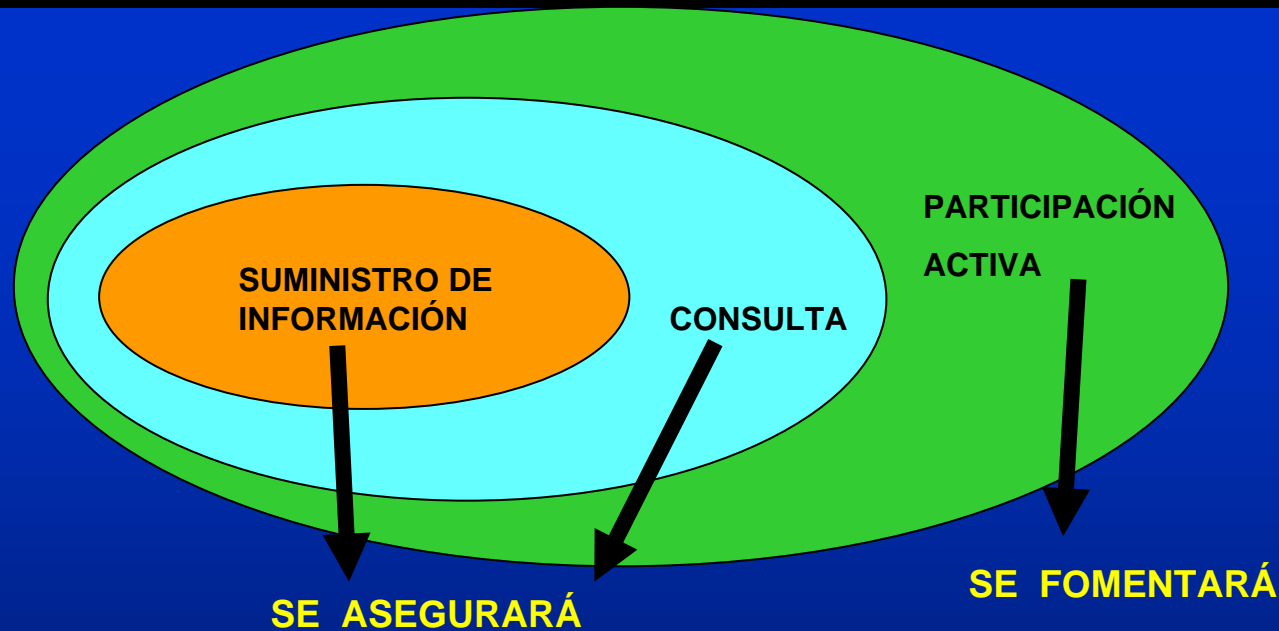 PARTICIPACIÓN
ACTIVA
SUMINISTRO DE
INFORMACIÓN
CONSULTA
SE FOMENTARÁ
SE ASEGURARÁ